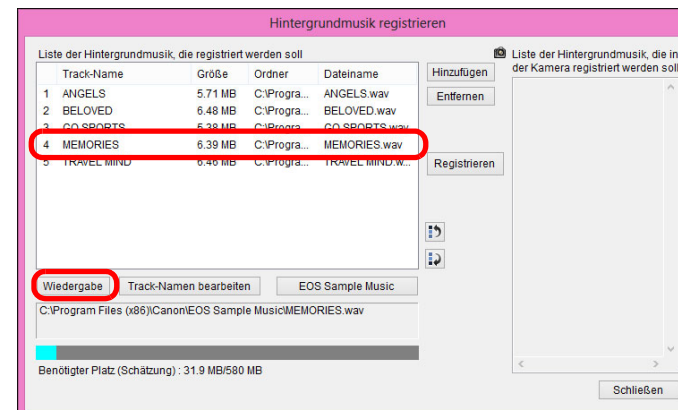 Hintergrundmusik registrieren
Liste der Hintergrundmusik, die registriert werden soll
Track-Name Größe Ordner Dateiname
1 ANGELS 5.71 MB C:\Progra... ANGELS.wav
2 BELOVED 6.48 MB C:\Progra... BELOVED.wav
3 GO SPORTS 5.38 MB C:\Progra... GO SPORTS.wav
4 MEMORIES 6.39 MB C:\Progra... MEMORIES.wav
5 TRAVEL MIND 6.46 MB C:\Progra... TRAVEL MIND.w...
Hinzufügen
Entfernen
Registrieren
Wiedergabe Track-Namen bearbeiten EOS Sample Music
C:\Program Files (x86)\Canon\EOS Sample Music\MEMORIES.wav
Benötigter Platz (Schätzung) : 31.9 MB/580 MB
Liste der Hintergrundmusik, die in
der Kamera registriert werden soll
Schließen